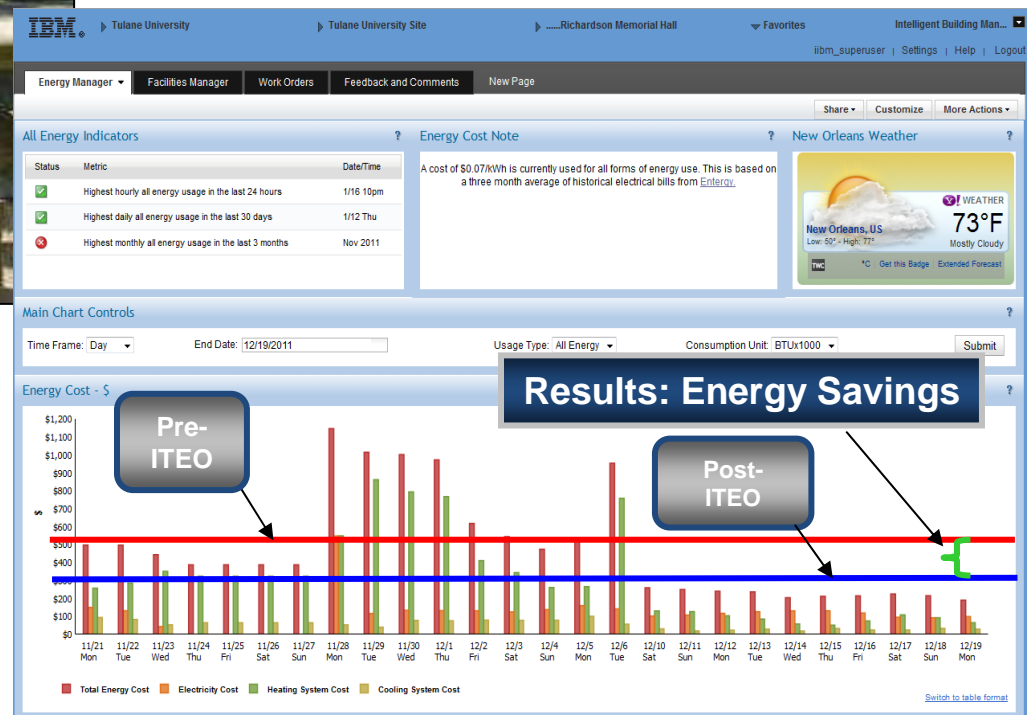 IBM®
Tulane University
Tulane University Site
......Richardson Memorial Hall
Favorites
Intelligent Building Man...
iibm_superuser | Settings | Help | Logout
Energy Manager
Facilities Manager
Work Orders
Feedback and Comments
New Page
Share
Customize
More Actions
All Energy Indicators ?
Status Metric Date/Time
Highest hourly all energy usage in the last 24 hours 1/16 10pm
Highest daily all energy usage in the last 30 days 1/12 Thu
Highest monthly all energy usage in the last 3 months Nov 2011
Energy Cost Note ?
A cost of $0.07/kWh is currently used for all forms of energy use. This is based on
a three month average of historical electrical bills from Entergy.
New Orleans Weather ?
Y! WEATHER
73°F
New Orleans, US
Low: 60° - High: 77°
Mostly Cloudy
TWC °C | Get this Badge | Extended Forecast
Main Chart Controls ?
Time Frame: Day
End Date: 12/19/2011
Usage Type: All Energy
Consumption Unit: BTUx1000
Submit
Energy Cost - $ ?
Results: Energy Savings
Pre-
ITEO
Post-
ITEO
$
$1,200
$1,100
$1,000
$900
$800
$700
$600
$500
$400
$300
$200
$100
$0
11/21 11/22 11/23 11/24 11/25 11/26 11/27 11/28 11/29 11/30 12/1 12/2 12/3 12/4 12/5 12/6 12/10 12/11 12/12 12/13 12/14 12/15 12/16 12/17 12/18 12/19
Mon Tue Wed Thu Fri Sat Sun Mon Tue Wed Thu Fri Sat Sun Mon Tue Sat Sun Mon Tue Wed Thu Fri Sat Sun Mon
Total Energy Cost Electricity Cost Heating System Cost Cooling System Cost
Switch to table format